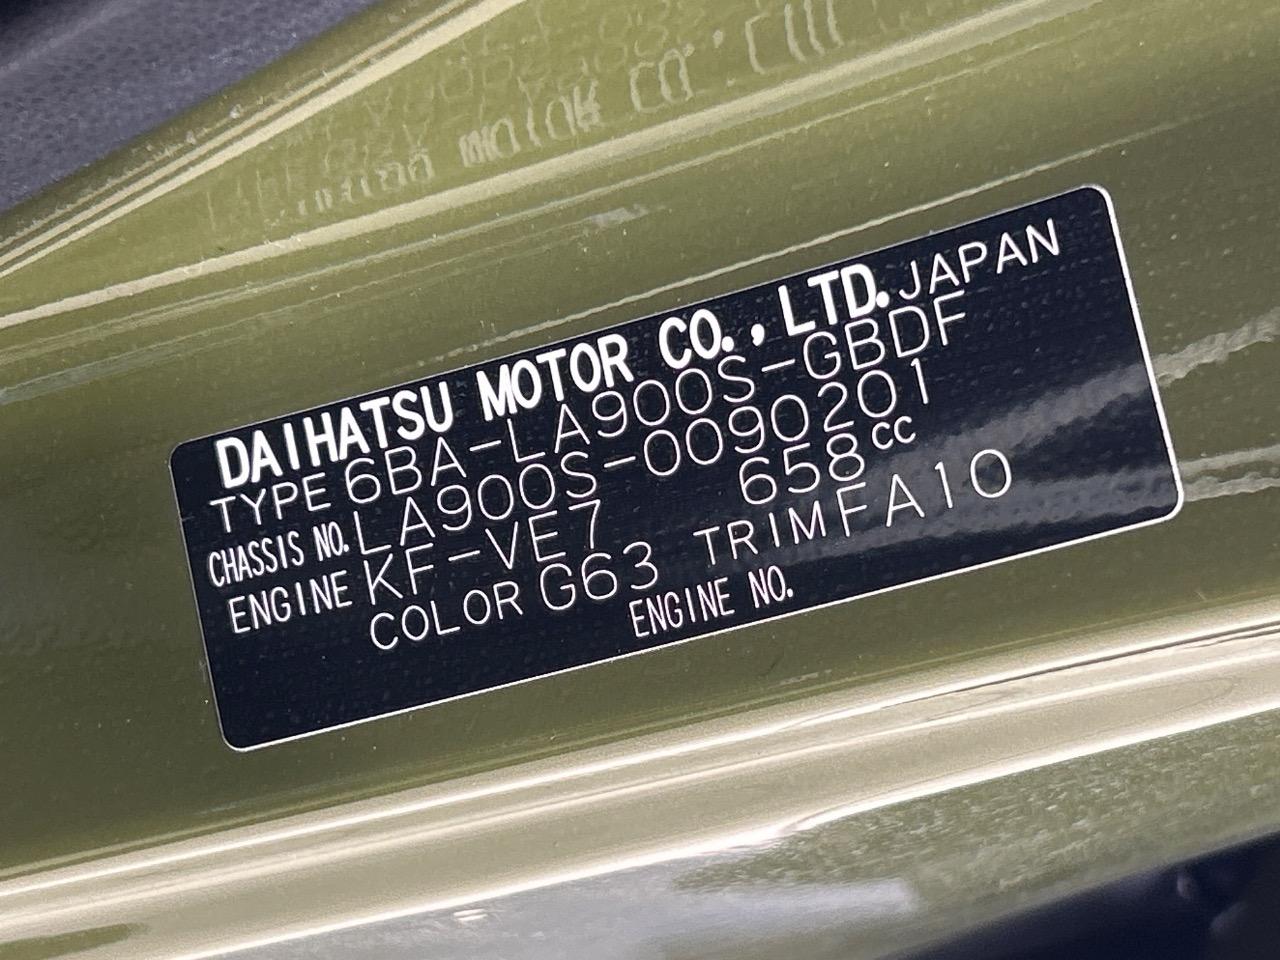 DAIHATSU MOTOR CO., LTD. JAPAN
TYPE 6BA-LA900S-GBDF
CHASSIS NO. LA900S-0090201
ENGINE KF-VE7 658cc
COLOR G63 TRIM FA10
ENGINE NO.